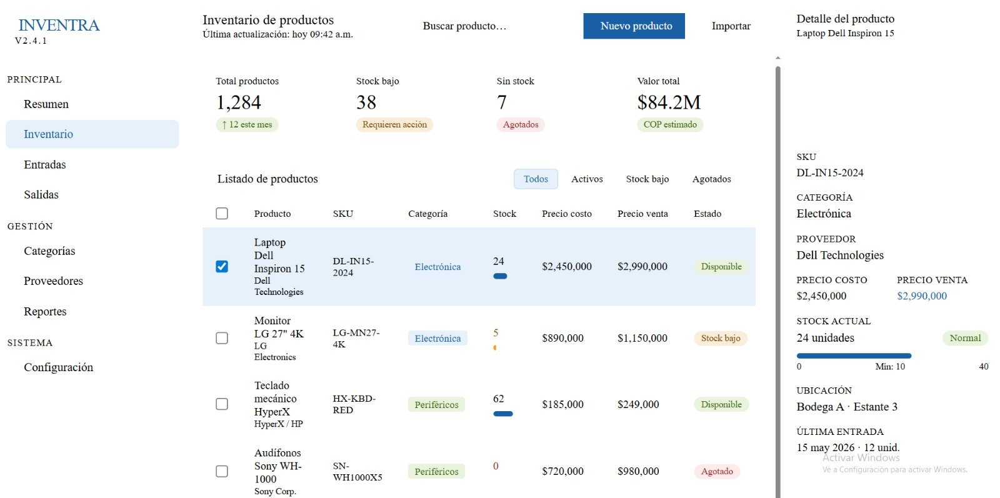 INVENTRA
V2.4.1
PRINCIPAL
Resumen
Inventario
Entradas
Salidas
GESTIÓN
Categorías
Proveedores
Reportes
SISTEMA
Configuración
Inventario de productos
Última actualización: hoy 09:42 a.m.
Buscar producto…
Nuevo producto
Importar
Total productos
1,284
↑ 12 este mes
Stock bajo
38
Requieren acción
Sin stock
7
Agotados
Valor total
$84.2M
COP estimado
Listado de productos
Todos
Activos
Stock bajo
Agotados
Producto
SKU
Categoría
Stock
Precio costo
Precio venta
Estado
Laptop
Dell
Inspiron 15
Dell
Technologies
DL-IN15-
2024
Electrónica
24
$2,450,000
$2,990,000
Disponible
Monitor
LG 27" 4K
LG
Electronics
LG-MN27-
4K
Electrónica
5
$890,000
$1,150,000
Stock bajo
Teclado
mecánico
HyperX
HyperX / HP
HX-KBD-
RED
Periféricos
62
$185,000
$249,000
Disponible
Audífonos
Sony WH-
1000
Sony Corp.
SN-
WH1000X5
Periféricos
0
$720,000
$980,000
Agotado
Detalle del producto
Laptop Dell Inspiron 15
SKU
DL-IN15-2024
CATEGORÍA
Electrónica
PROVEEDOR
Dell Technologies
PRECIO COSTO
$2,450,000
PRECIO VENTA
$2,990,000
STOCK ACTUAL
24 unidades
Normal
0
Min: 10
40
UBICACIÓN
Bodega A · Estante 3
ÚLTIMA ENTRADA
15 may 2026 · 12 unid.
Activar Windows
Ve a Configuración para activar Windows.